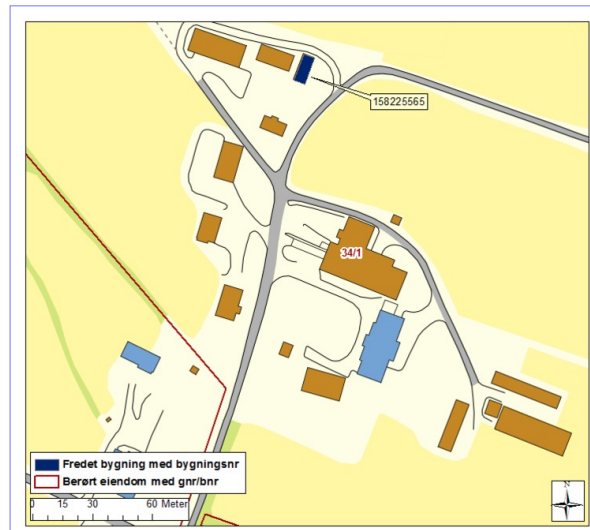 158225565
34/1
Fredet bygning med bygningsnr
Berørt eiendom med gnr/bnr
0 15 30 60 Meter
N